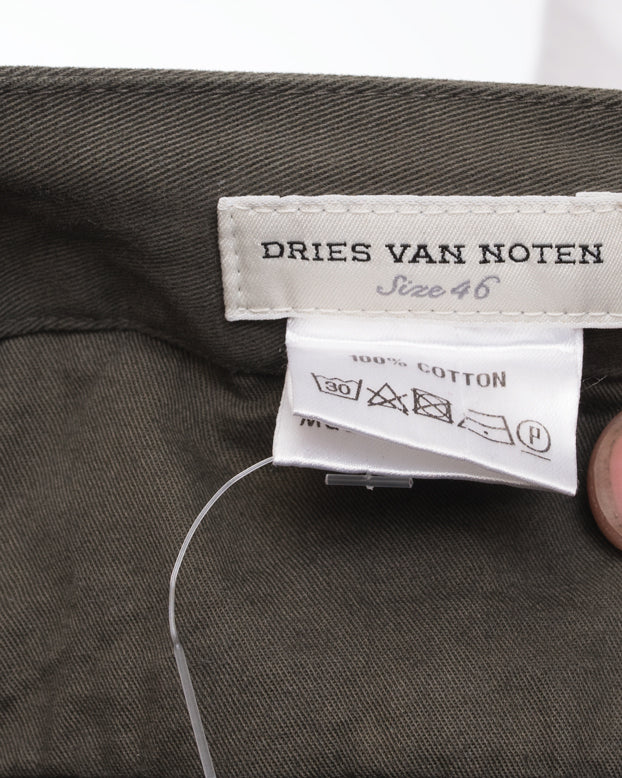 DRIES VAN NOTEN
Size 46
100% COTTON
30
P